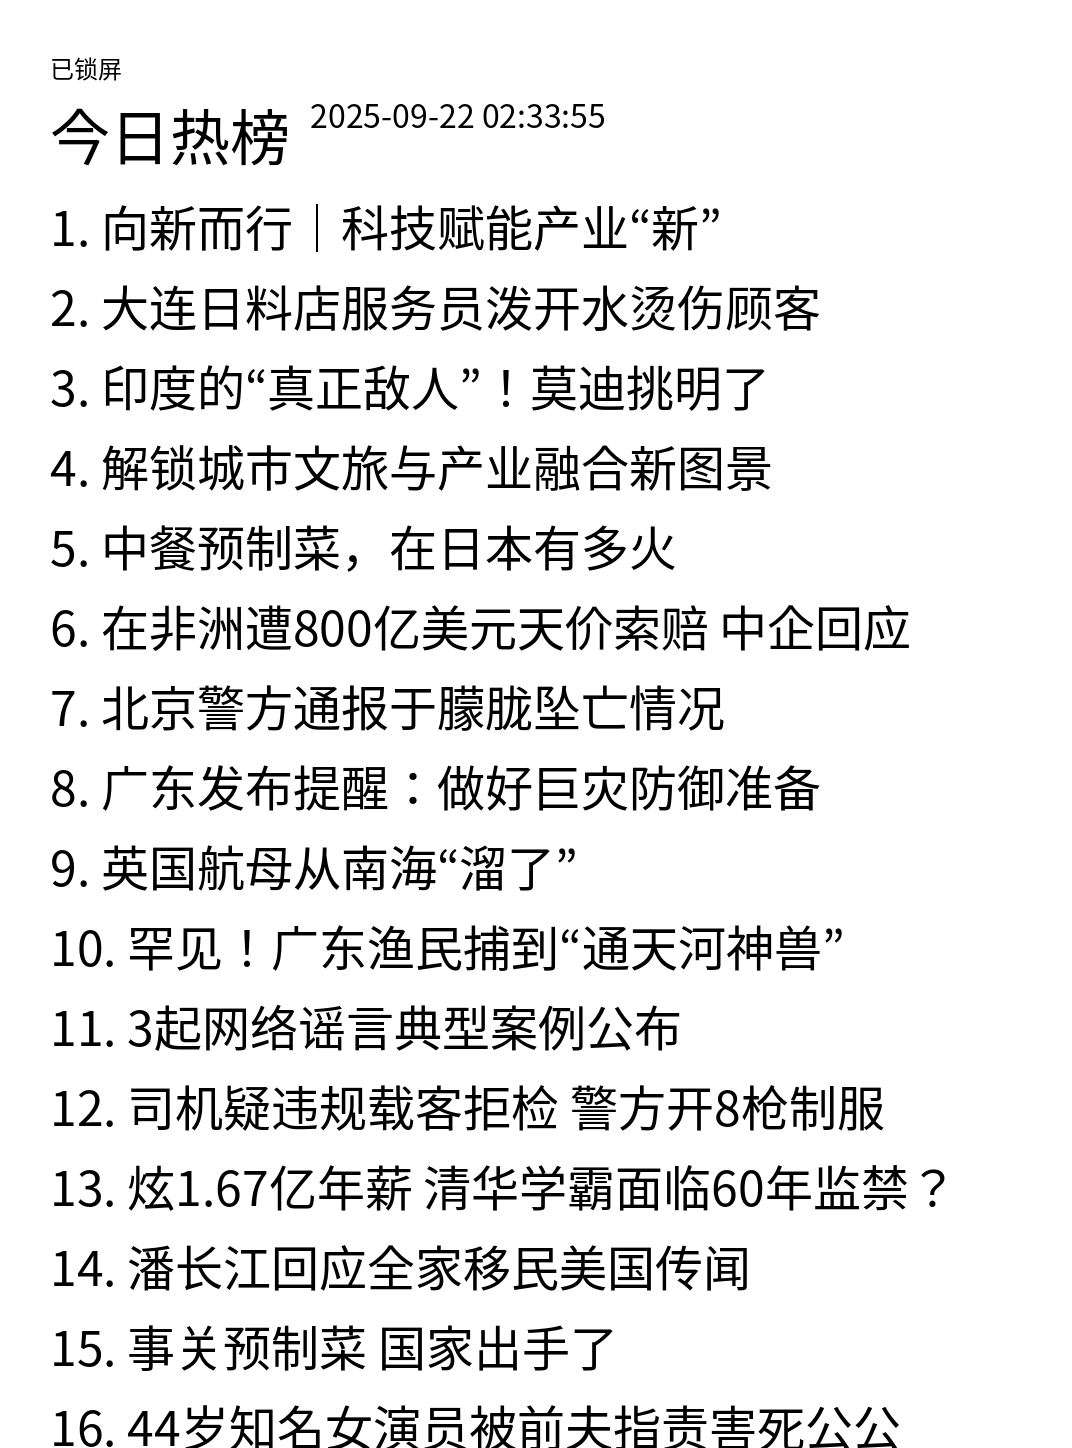 已锁屏
今日热榜 2025-09-22 02:33:55
1. 向新而行｜科技赋能产业“新”
2. 大连日料店服务员泼开水烫伤顾客
3. 印度的“真正敌人”！莫迪挑明了
4. 解锁城市文旅与产业融合新图景
5. 中餐预制菜，在日本有多火
6. 在非洲遭800亿美元天价索赔 中企回应
7. 北京警方通报于朦胧坠亡情况
8. 广东发布提醒：做好巨灾防御准备
9. 英国航母从南海“溜了”
10. 罕见！广东渔民捕到“通天河神兽”
11. 3起网络谣言典型案例公布
12. 司机疑违规载客拒检 警方开8枪制服
13. 炫1.67亿年薪 清华学霸面临60年监禁？
14. 潘长江回应全家移民美国传闻
15. 事关预制菜 国家出手了
16. 44岁知名女演员被前夫指责害死公公